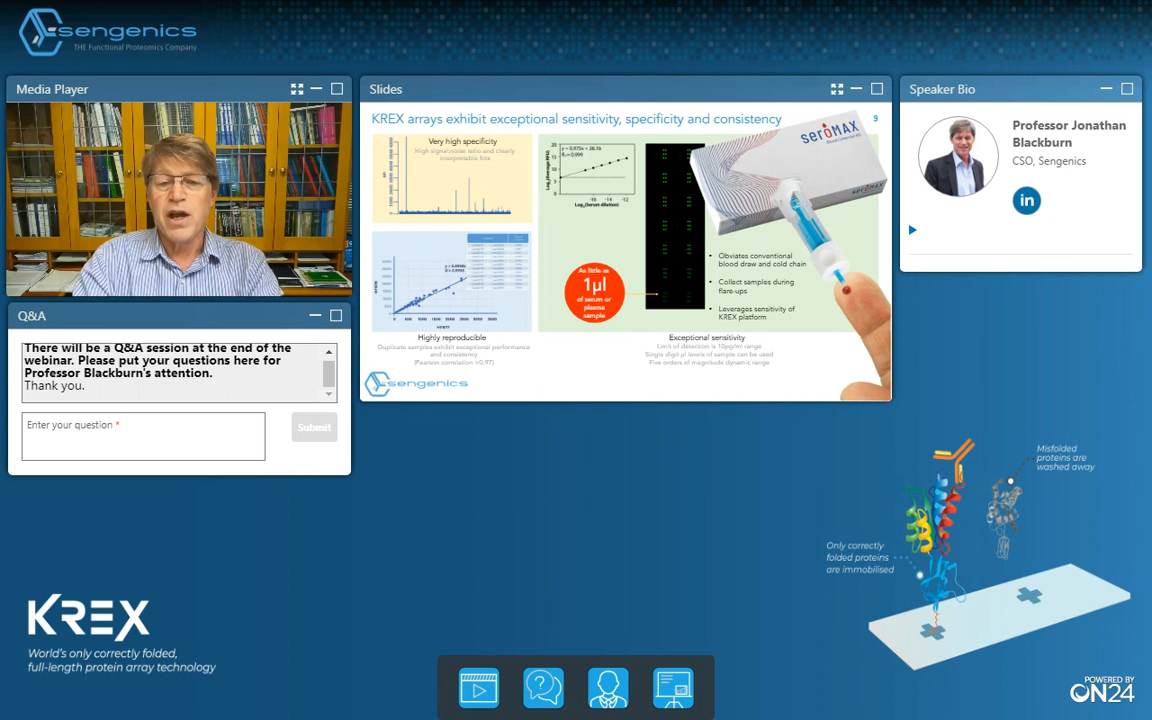 sengenics
THE Functional Proteomics Company
Media Player
Slides
Speaker Bio
KREX arrays exhibit exceptional sensitivity, specificity and consistency
9
Very high specificity
High signal:noise ratio and clearly
interpretable hits
serOMAX
Professor Jonathan
Blackburn
CSO, Sengenics
in
As little as
1µl
of serum or
plasma
sample
• Obviates conventional
blood draw and cold chain
• Collect samples during
flare-ups
• Leverages sensitivity of
KREX platform
Highly reproducible
Duplicate samples exhibit exceptional performance
and consistency
(Pearson correlation >0.97)
Exceptional sensitivity
Limit of detection is 10pg/ml range
Single digit µl levels of sample can be used
Five orders of magnitude dynamic range
sengenics
Q&A
There will be a Q&A session at the end of the
webinar. Please put your questions here for
Professor Blackburn's attention.
Thank you.
Enter your question *
Submit
Misfolded
proteins are
washed away
Only correctly
folded proteins
are immobilised
KREX
World's only correctly folded,
full-length protein array technology
POWERED BY
ON24